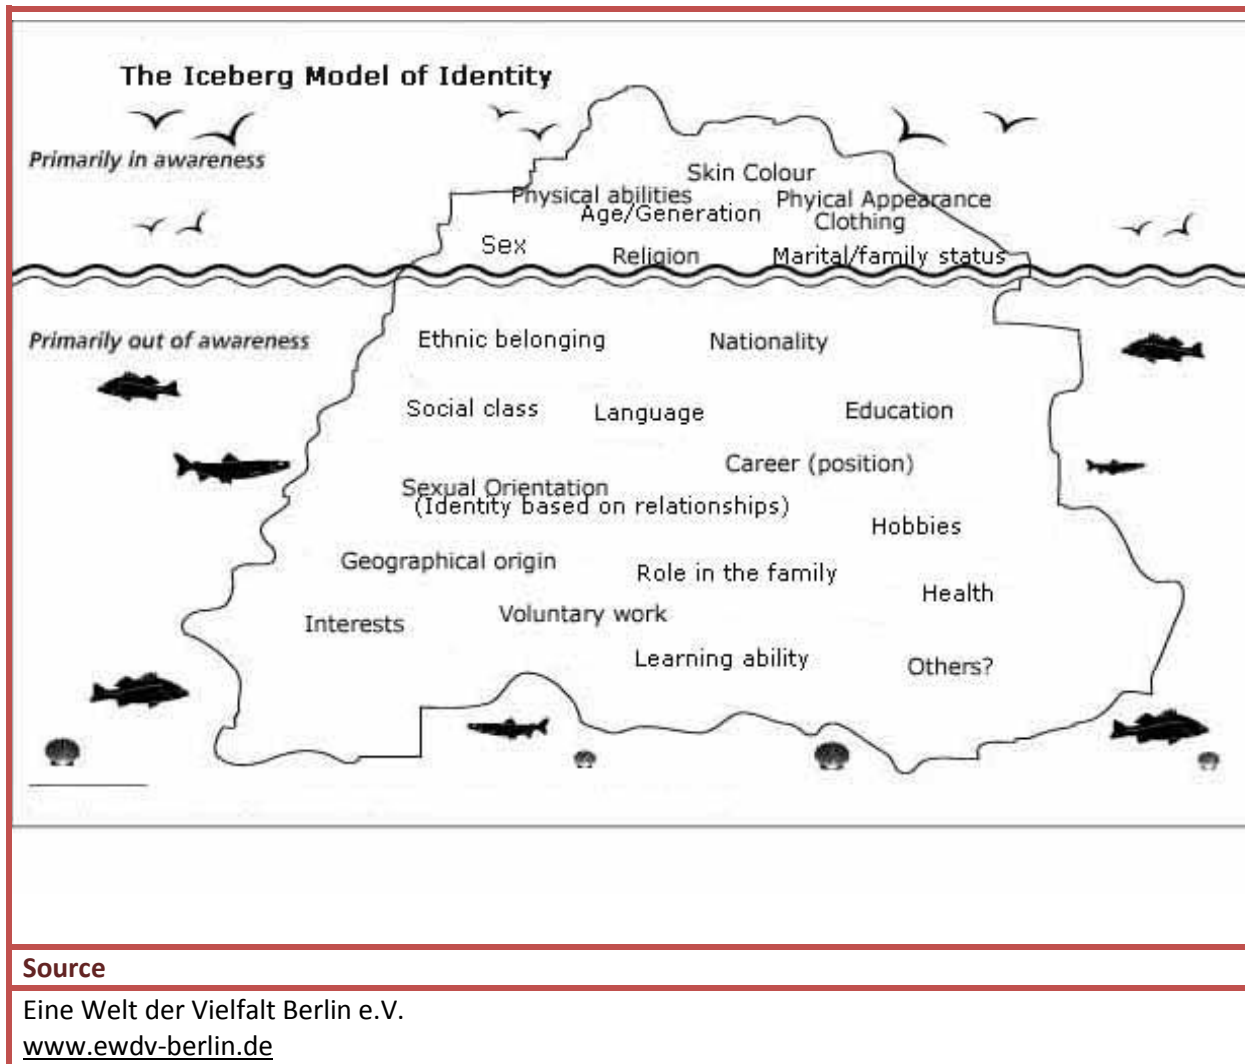 The Iceberg Model of Identity
Primarily in awareness
Skin Colour
Physical abilities
Phyical Appearance
Age/Generation
Clothing
Sex
Religion
Marital/family status
Primarily out of awareness
Ethnic belonging
Nationality
Social class
Language
Education
Career (position)
Sexual Orientation
(Identity based on relationships)
Hobbies
Geographical origin
Role in the family
Health
Interests
Voluntary work
Learning ability
Others?
Source
Eine Welt der Vielfalt Berlin e.V.
www.ewdv-berlin.de